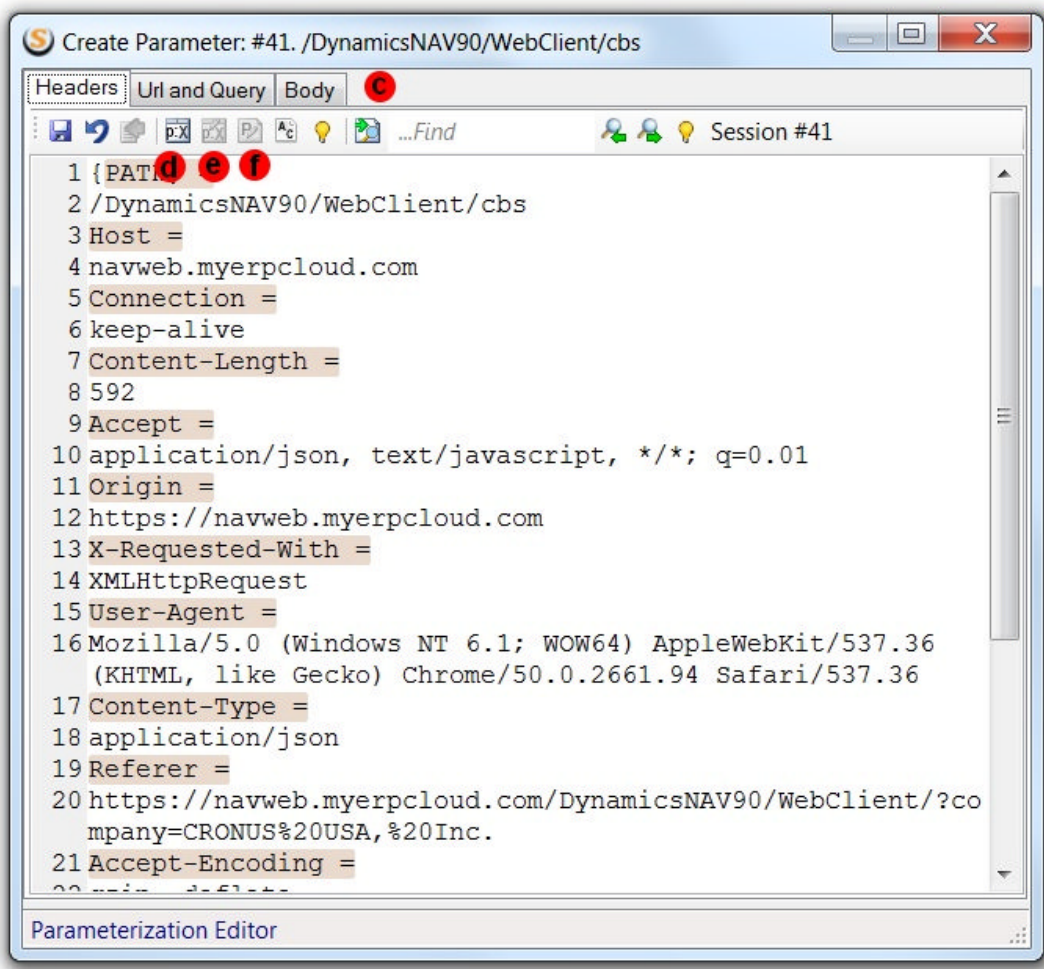 S Create Parameter: #41. /DynamicsNAV90/WebClient/cbs X
Headers Url and Query Body c
p:X P Ac ...Find Session #41
d e f
1 {PATH =
2 /DynamicsNAV90/WebClient/cbs
3 Host =
4 navweb.myerpcloud.com
5 Connection =
6 keep-alive
7 Content-Length =
8 592
9 Accept =
10 application/json, text/javascript, */*; q=0.01
11 Origin =
12 https://navweb.myerpcloud.com
13 X-Requested-With =
14 XMLHttpRequest
15 User-Agent =
16 Mozilla/5.0 (Windows NT 6.1; WOW64) AppleWebKit/537.36
(KHTML, like Gecko) Chrome/50.0.2661.94 Safari/537.36
17 Content-Type =
18 application/json
19 Referer =
20 https://navweb.myerpcloud.com/DynamicsNAV90/WebClient/?co
mpany=CRONUS%20USA,%20Inc.
21 Accept-Encoding =
Parameterization Editor